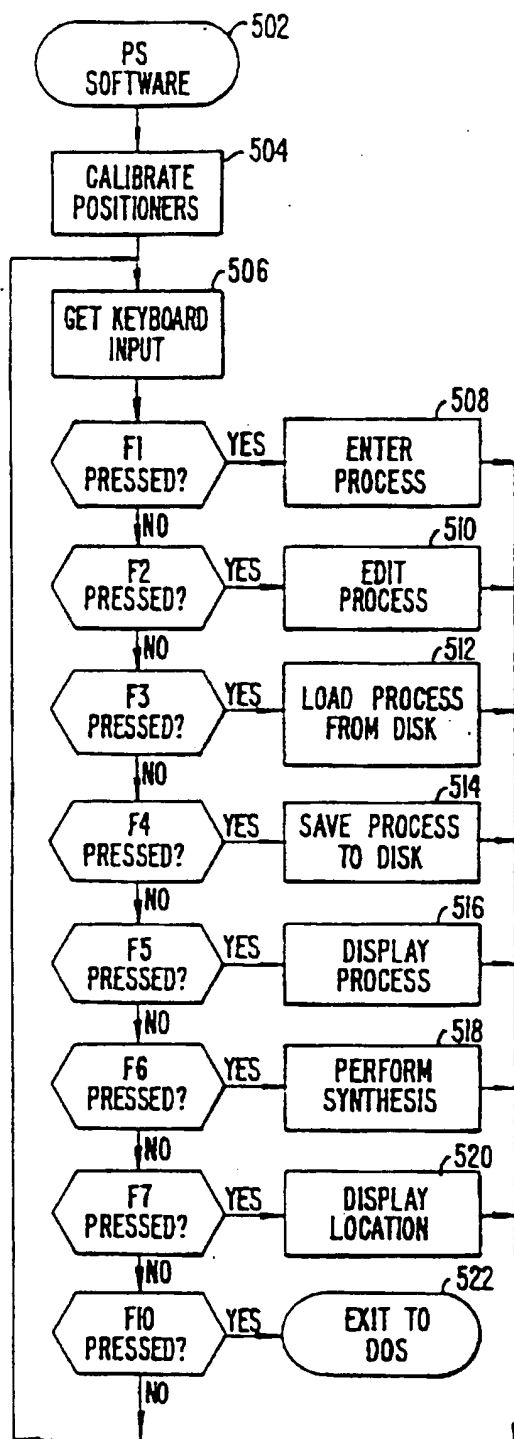 502
PS
SOFTWARE
504
CALIBRATE
POSITIONERS
506
GET KEYBOARD
INPUT
508
F1
PRESSED?
YES
ENTER
PROCESS
NO
510
F2
PRESSED?
YES
EDIT
PROCESS
NO
512
F3
PRESSED?
YES
LOAD PROCESS
FROM DISK
NO
514
F4
PRESSED?
YES
SAVE PROCESS
TO DISK
NO
516
F5
PRESSED?
YES
DISPLAY
PROCESS
NO
518
F6
PRESSED?
YES
PERFORM
SYNTHESIS
NO
520
F7
PRESSED?
YES
DISPLAY
LOCATION
NO
522
F10
PRESSED?
YES
EXIT TO
DOS
NO